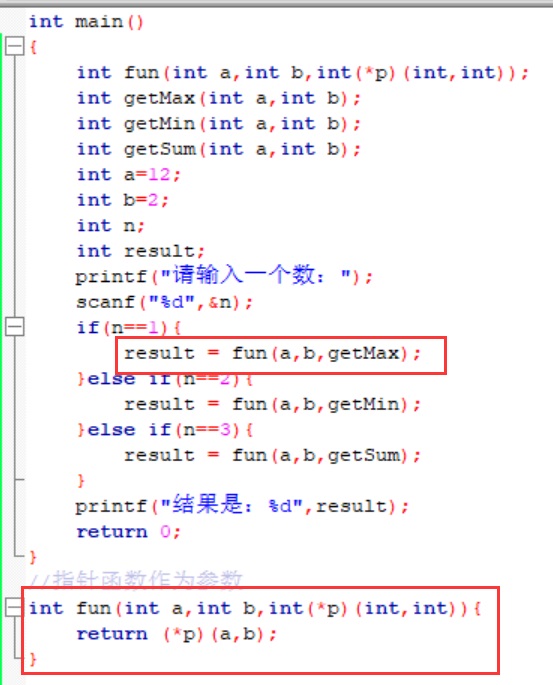 int main()
{
int fun(int a,int b,int(*p)(int,int));
int getMax(int a,int b);
int getMin(int a,int b);
int getSum(int a,int b);
int a=12;
int b=2;
int n;
int result;
printf("请输入一个数: ");
scanf("%d",&n);
if(n==1){
result = fun(a,b,getMax);
}else if(n==2){
result = fun(a,b,getMin);
}else if(n==3){
result = fun(a,b,getSum);
}
printf("结果是: %d",result);
return 0;
}
//指针函数作为参数
int fun(int a,int b,int(*p)(int,int)){
return (*p)(a,b);
}